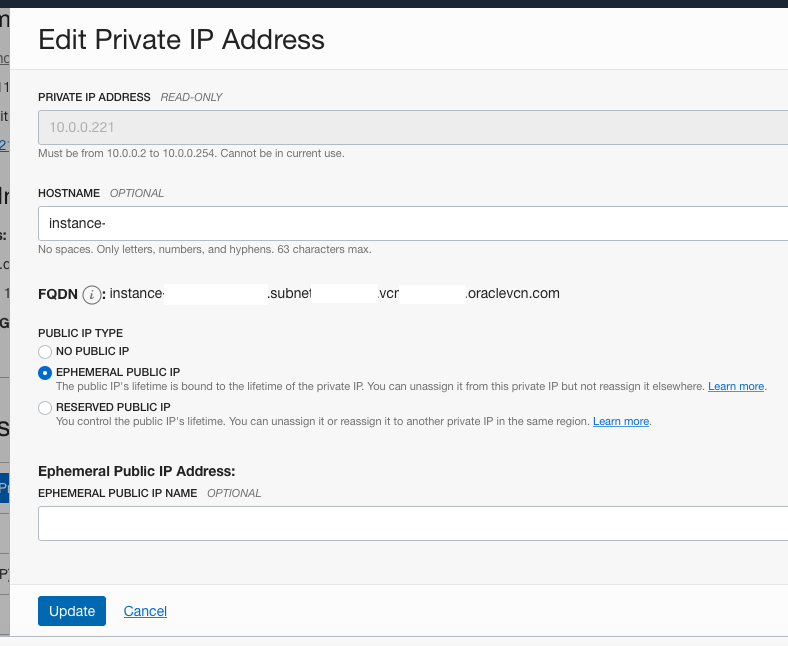 Edit Private IP Address
PRIVATE IP ADDRESS READ-ONLY
10.0.0.221
Must be from 10.0.0.2 to 10.0.0.254. Cannot be in current use.
HOSTNAME OPTIONAL
instance-
No spaces. Only letters, numbers, and hyphens. 63 characters max.
FQDN i : instance- .subnet .vcn .oraclevcn.com
PUBLIC IP TYPE
NO PUBLIC IP
EPHEMERAL PUBLIC IP
The public IP's lifetime is bound to the lifetime of the private IP. You can unassign it from this private IP but not reassign it elsewhere. Learn more.
RESERVED PUBLIC IP
You control the public IP's lifetime. You can unassign it or reassign it to another private IP in the same region. Learn more.
Ephemeral Public IP Address:
EPHEMERAL PUBLIC IP NAME OPTIONAL
Update Cancel